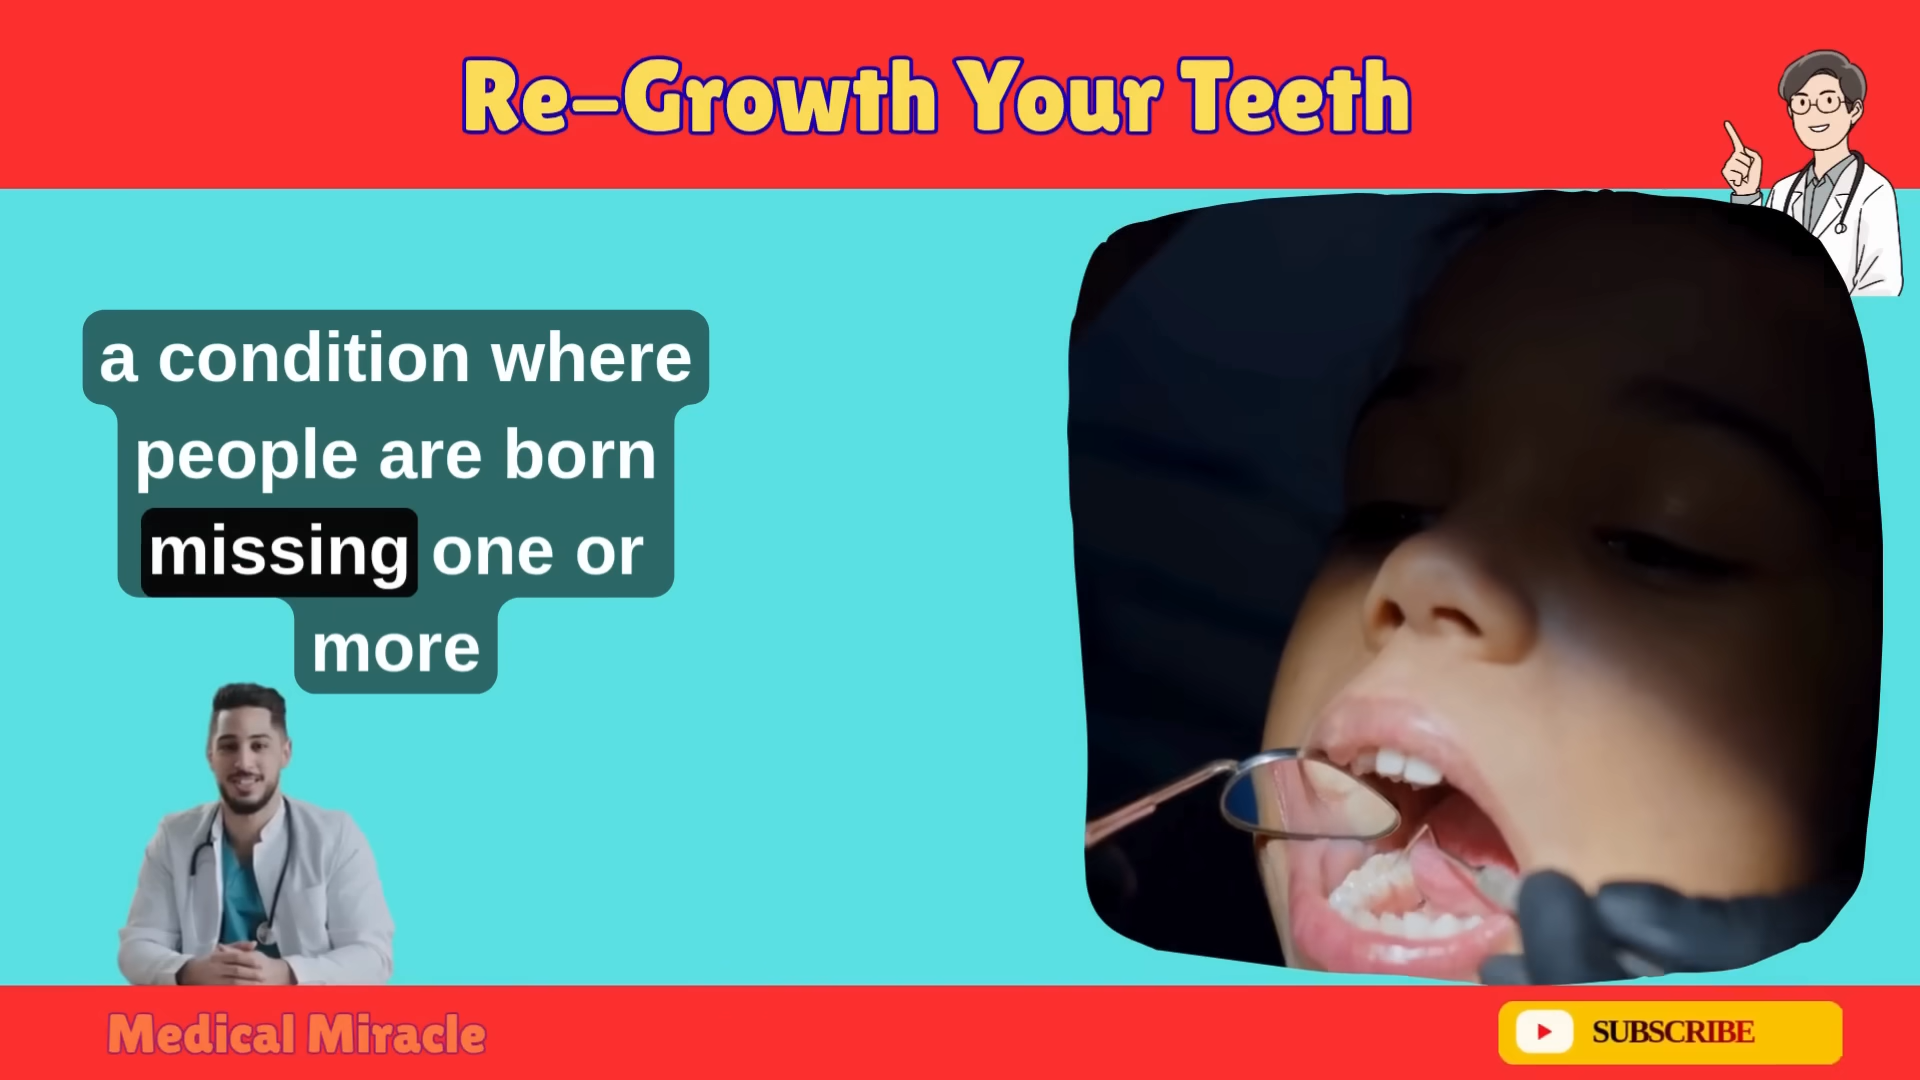 Re-Growth Your Teeth
a condition where
people are born
missing one or
more
Medical Miracle
SUBSCRIBE